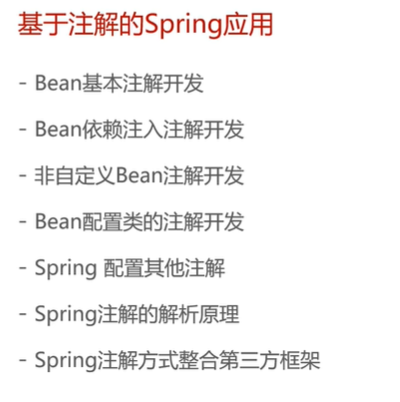 基于注解的Spring应用
- Bean基本注解开发
- Bean依赖注入注解开发
- 非自定义Bean注解开发
- Bean配置类的注解开发
- Spring 配置其他注解
- Spring注解的解析原理
- Spring注解方式整合第三方框架